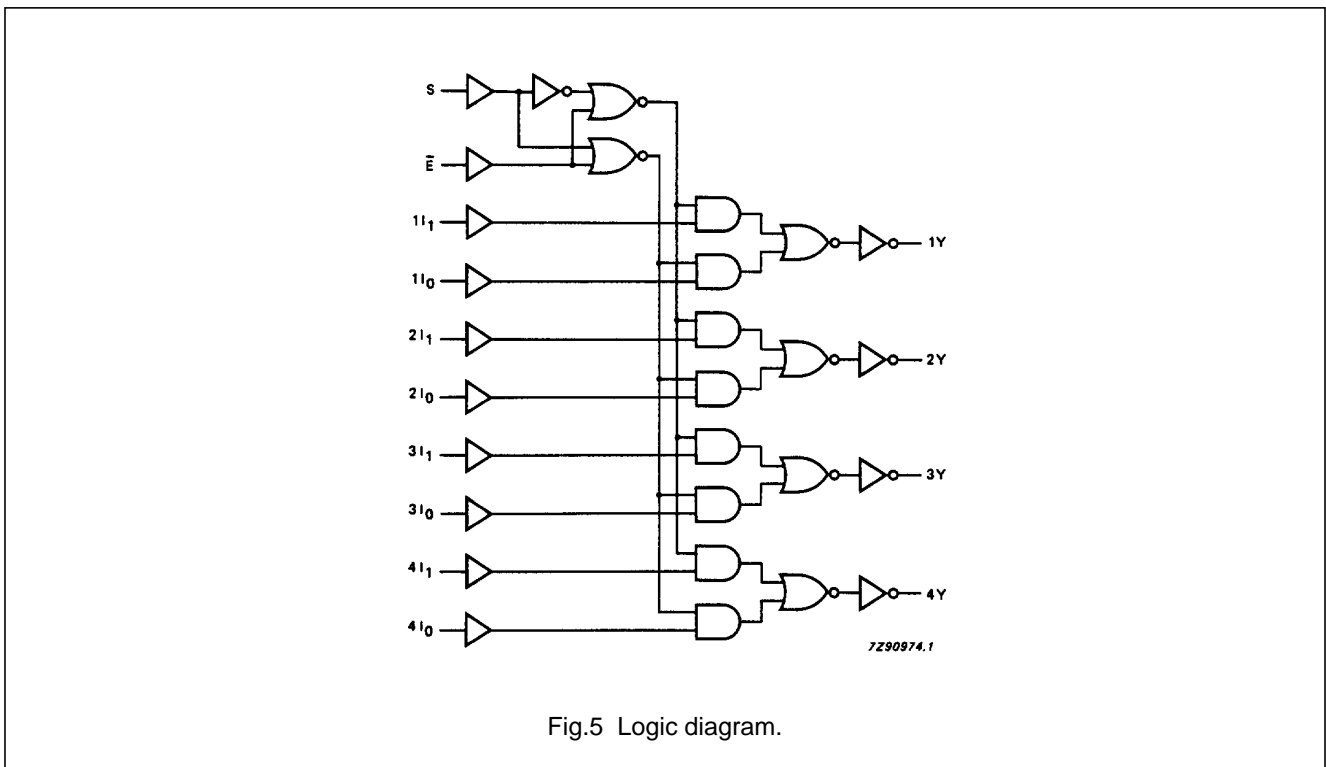 S
E̅
1I₁
1Y
1I₀
2I₁
2Y
2I₀
3I₁
3Y
3I₀
4I₁
4Y
4I₀
7Z90974.1
Fig.5 Logic diagram.